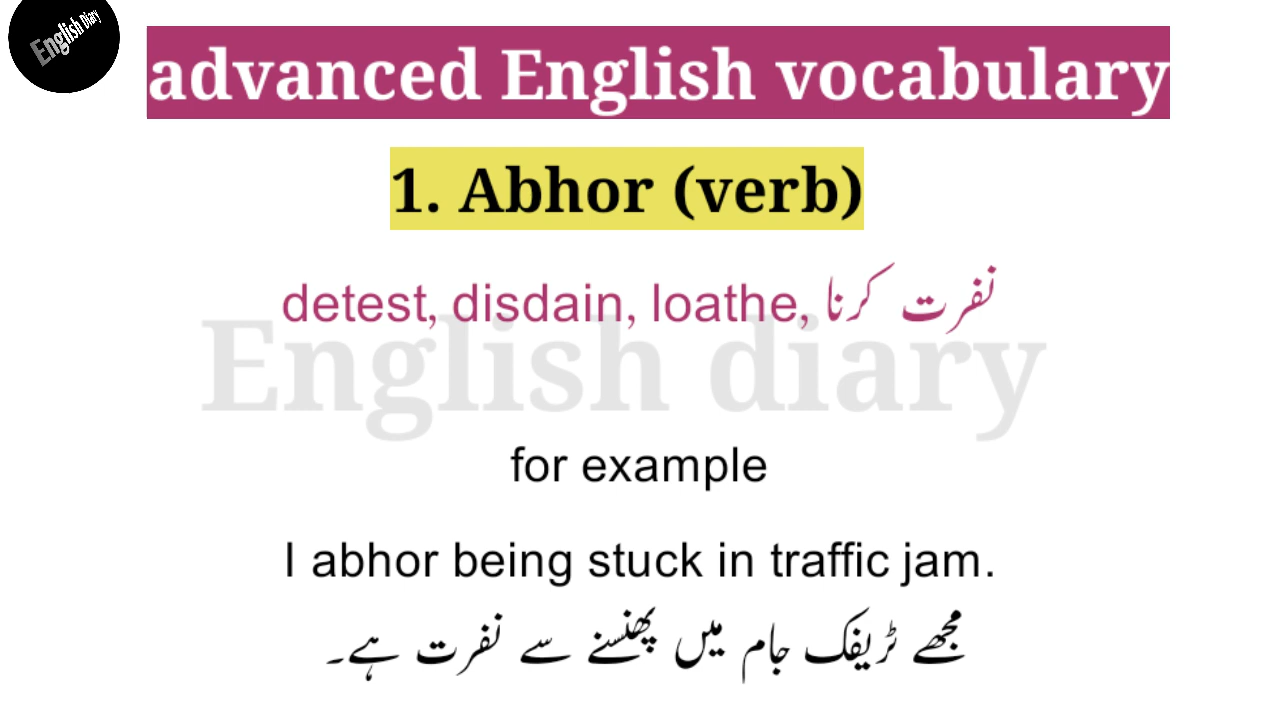 English Diary
advanced English vocabulary
1. Abhor (verb)
detest, disdain, loathe, نفرت کرنا
English diary
for example
I abhor being stuck in traffic jam.
مجھے ٹریفک جام میں پھنسنے سے نفرت ہے۔